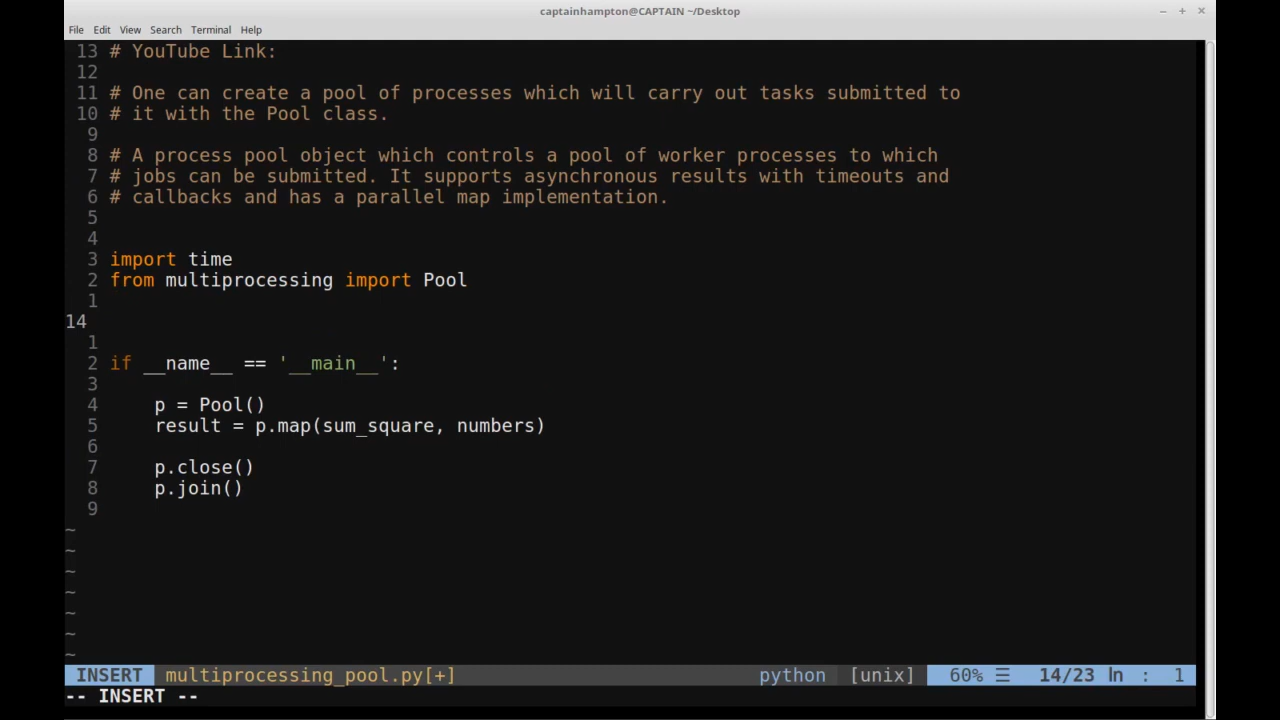 captainhampton@CAPTAIN ~/Desktop
File Edit View Search Terminal Help
13 # YouTube Link:
12
11 # One can create a pool of processes which will carry out tasks submitted to
10 # it with the Pool class.
9
8 # A process pool object which controls a pool of worker processes to which
7 # jobs can be submitted. It supports asynchronous results with timeouts and
6 # callbacks and has a parallel map implementation.
5
4
3 import time
2 from multiprocessing import Pool
1
14
1
2 if __name__ == '__main__':
3
4     p = Pool()
5     result = p.map(sum_square, numbers)
6
7     p.close()
8     p.join()
9
~
~
~
~
~
~
~
INSERT multiprocessing_pool.py[+] python [unix] 60% ☰ 14/23 ln : 1
-- INSERT --